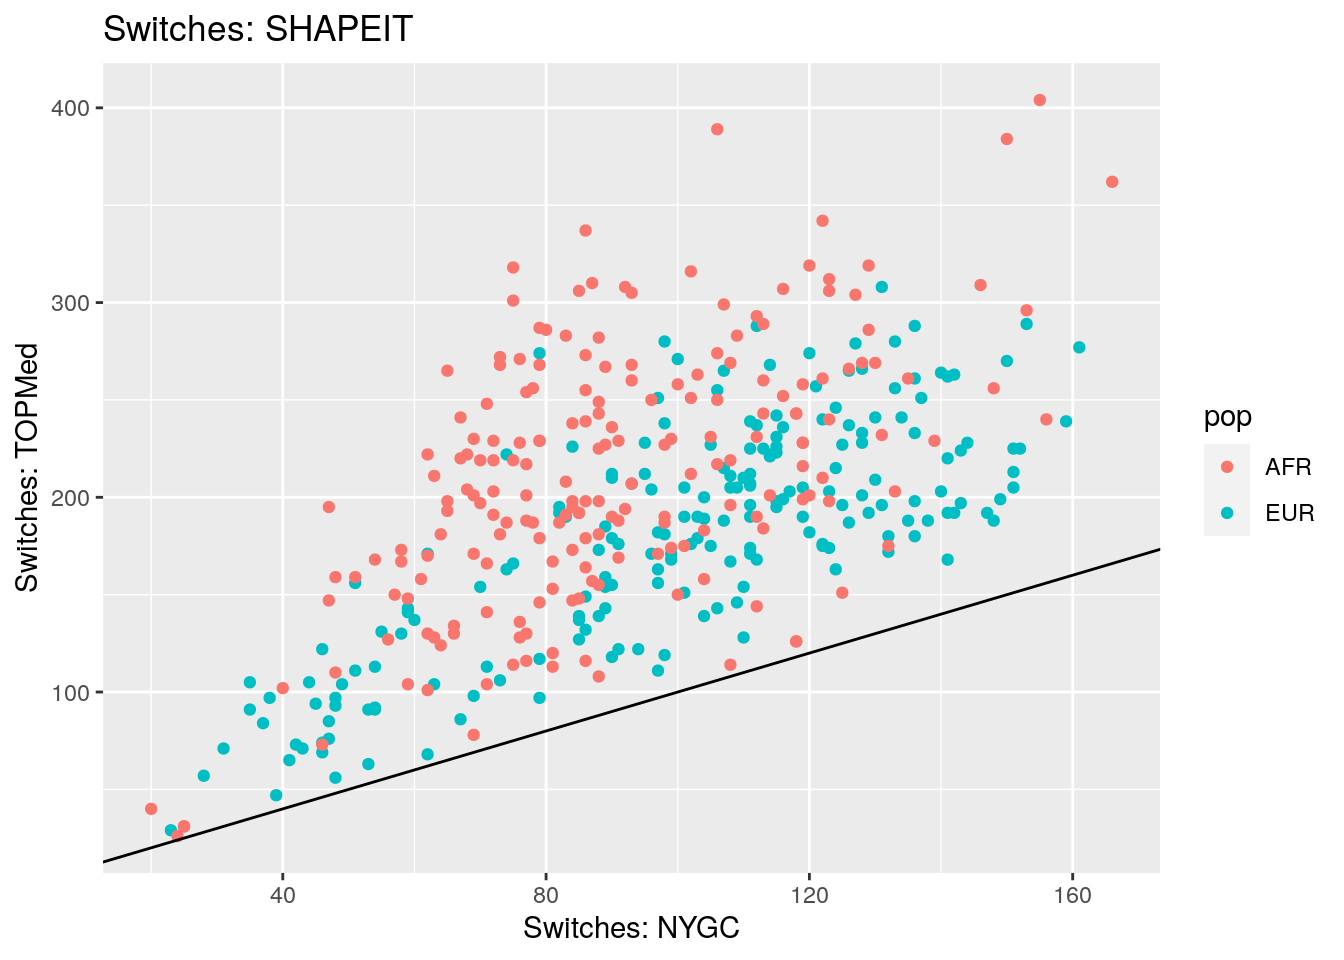 Switches: SHAPEIT
400
300
200
100
Switches: TOPMed
40
80
120
160
Switches: NYGC
pop
AFR
EUR